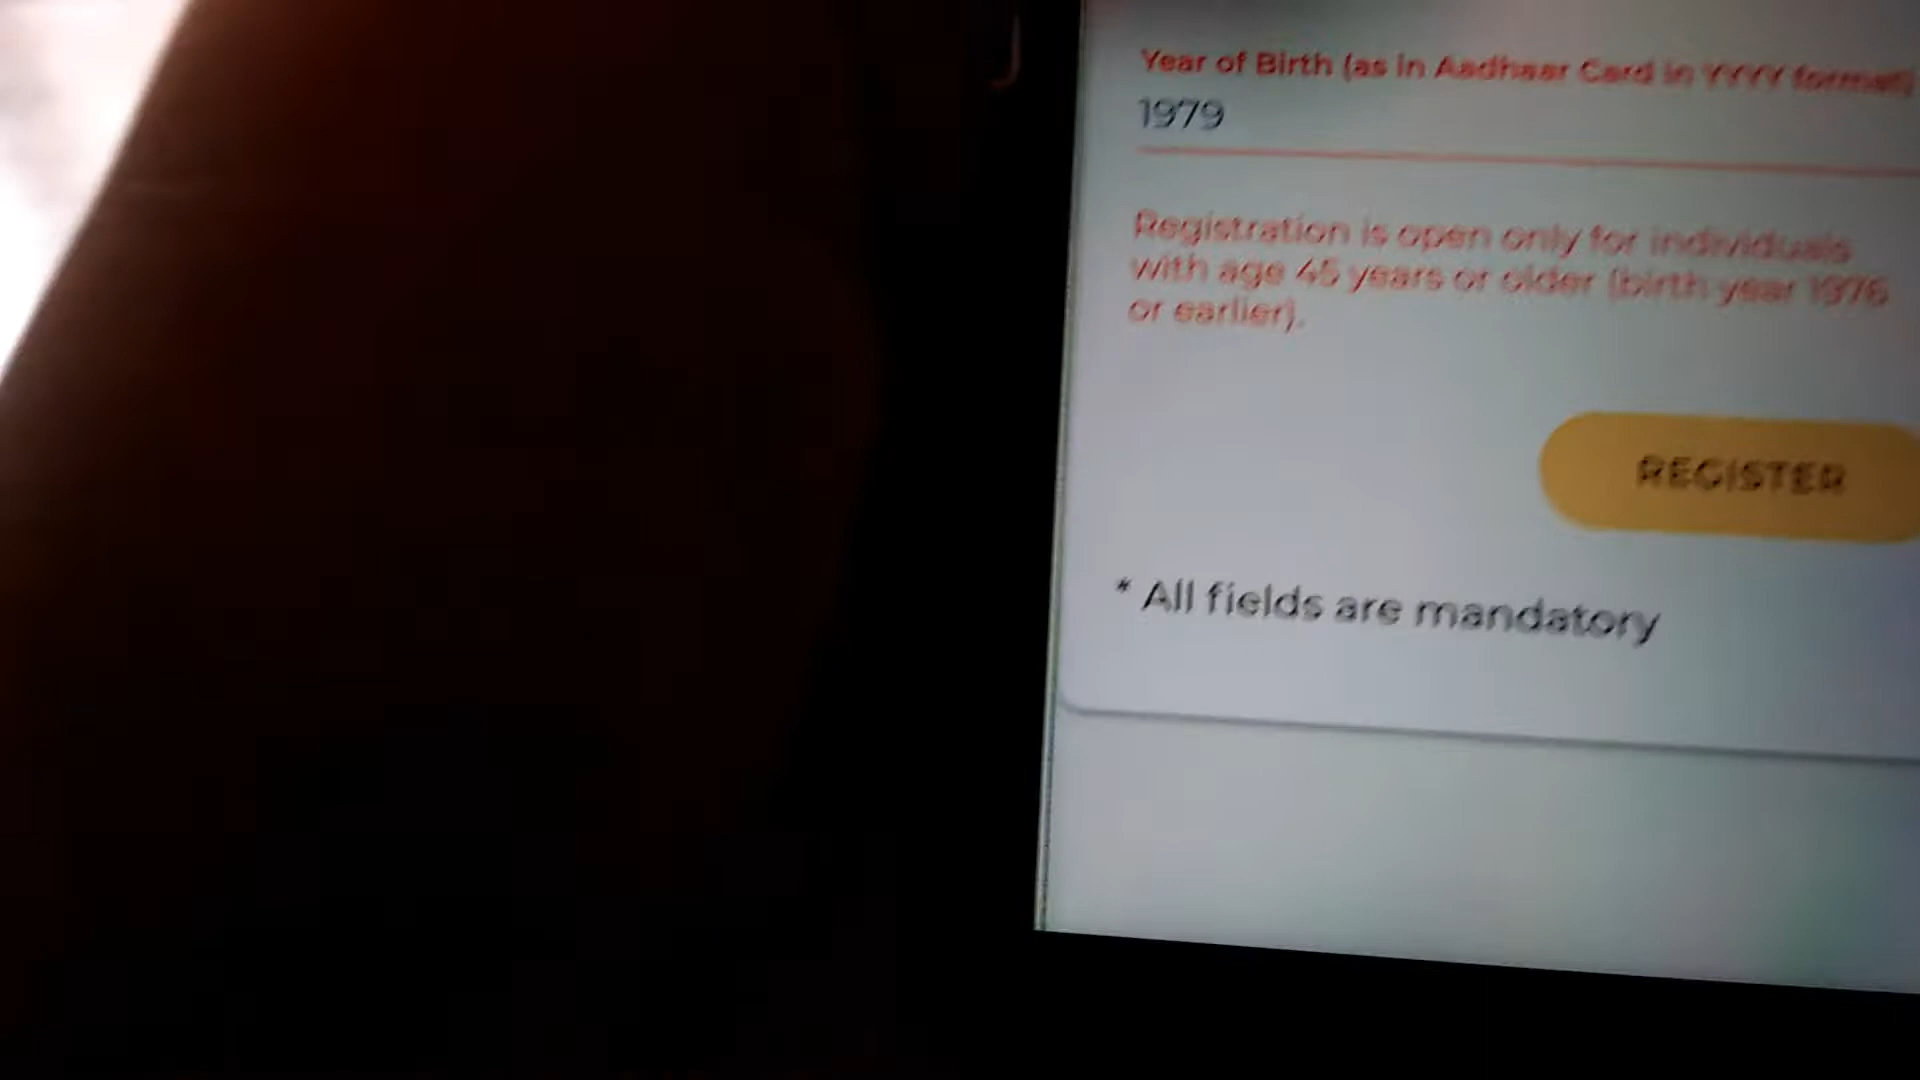 Year of Birth (as in Aadhaar Card in YYYY format)
1979
Registration is open only for individuals
with age 45 years or older (birth year 1976
or earlier).
REGISTER
* All fields are mandatory